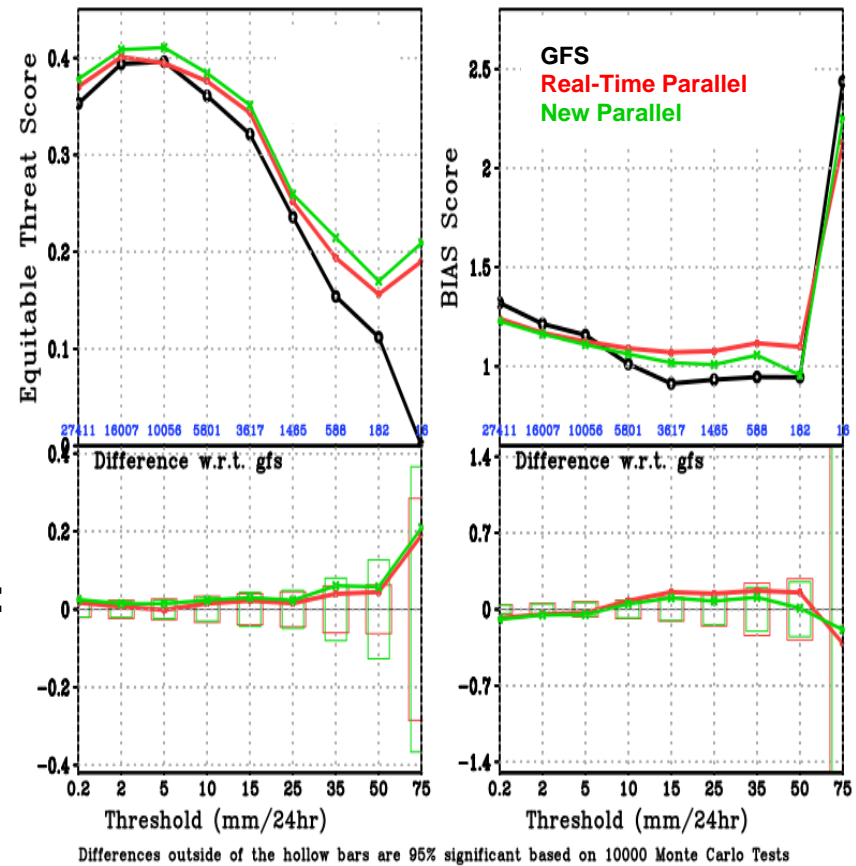 Equitable Threat Score
0.4
0.3
0.2
0.1
0
27411 16007 10056 5801 3617 1465 586 182 16
BIAS Score
GFS
Real-Time Parallel
New Parallel
2.5
2
1.5
1
27411 16007 10056 5801 3617 1465 586 182 16
Difference w.r.t. gfs
0.4
0.2
0
-0.2
-0.4
0.2 2 5 10 15 25 35 50 75
Threshold (mm/24hr)
Difference w.r.t. gfs
1.4
0.7
0
-0.7
-1.4
0.2 2 5 10 15 25 35 50 75
Threshold (mm/24hr)
Differences outside of the hollow bars are 95% significant based on 10000 Monte Carlo Tests